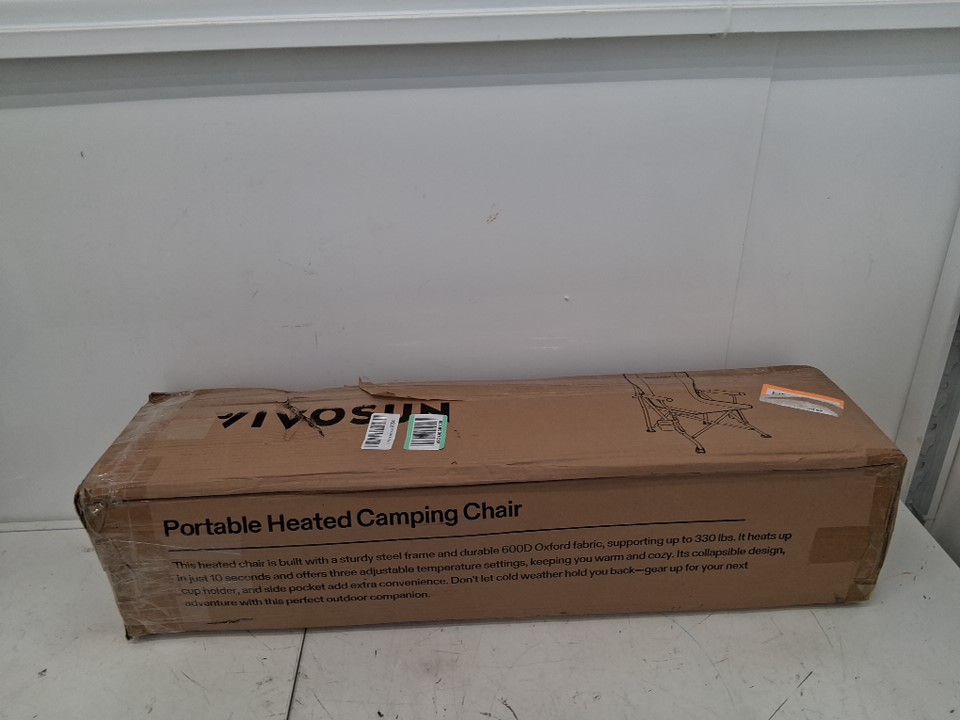 VIVOSUN
Portable Heated Camping Chair
This heated chair is built with a sturdy steel frame and durable 600D Oxford fabric, supporting up to 330 lbs. It heats up
in just 10 seconds and offers three adjustable temperature settings, keeping you warm and cozy. Its collapsible design,
cup holder, and side pocket add extra convenience. Don't let cold weather hold you back—gear up for your next
adventure with this perfect outdoor companion.